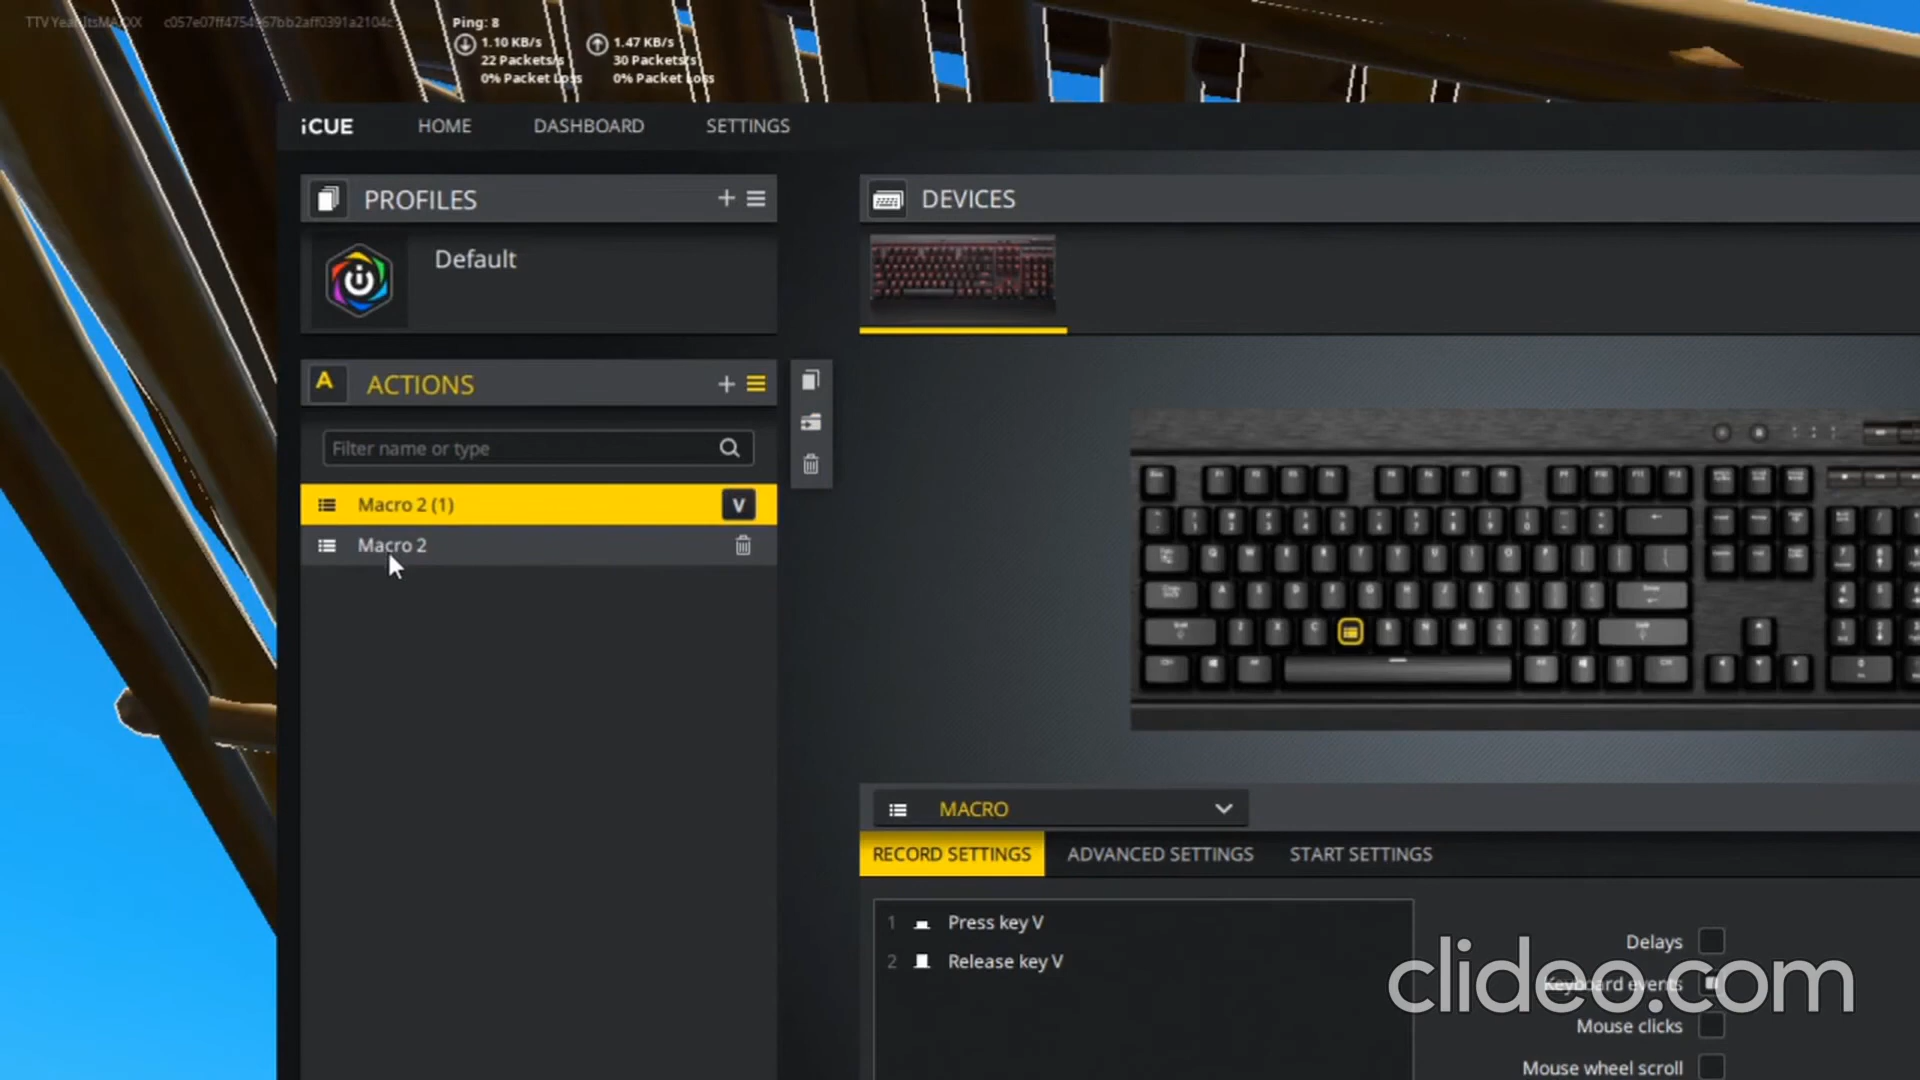 Ping: 8
1.10 KB/s
22 Packets/s
0% Packet Loss
1.47 KB/s
30 Packets/s
0% Packet Loss
iCUE
HOME
DASHBOARD
SETTINGS
PROFILES
DEVICES
Default
A
ACTIONS
Filter name or type
Macro 2 (1)
V
Macro 2
MACRO
RECORD SETTINGS
ADVANCED SETTINGS
START SETTINGS
1 Press key V
2 Release key V
Delays
Keyboard events
Mouse clicks
Mouse wheel scroll
clideo.com